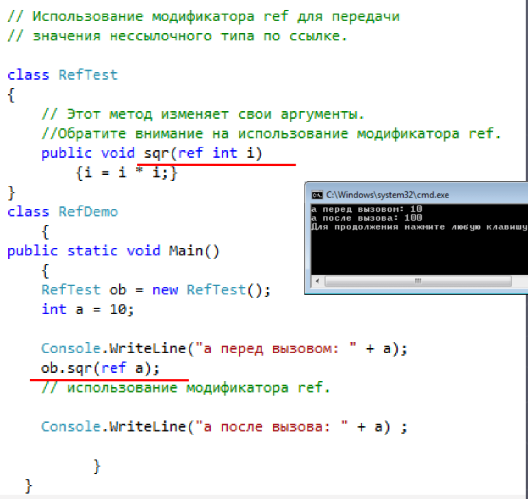 // Использование модификатора ref для передачи
// значения нессылочного типа по ссылке.
class RefTest
{
// Этот метод изменяет свои аргументы.
//Обратите внимание на использование модификатора ref.
public void sqr(ref int i)
{i = i * i;}
}
C:\Windows\system32\cmd.exe
а перед вызовом: 10
а после вызова: 100
Для продолжения нажмите любую клавишу
class RefDemo
{
public static void Main()
{
RefTest ob = new RefTest();
int a = 10;
Console.WriteLine("а перед вызовом: " + a);
ob.sqr(ref a);
// использование модификатора ref.
Console.WriteLine("а после вызова: " + a) ;
}
}